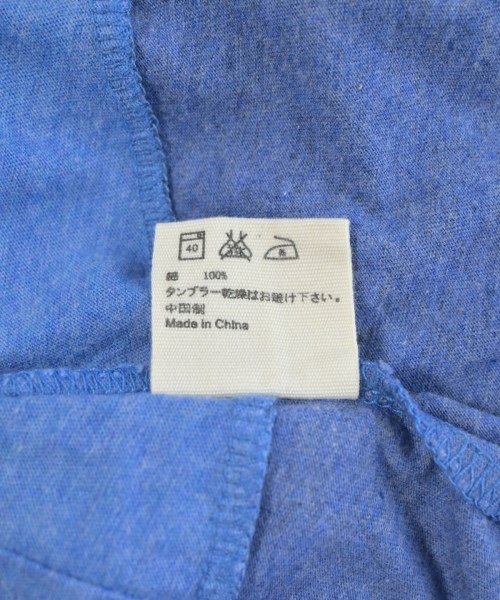 40
綿 100%
タンブラー乾燥はお避け下さい。
中国制
Made in China